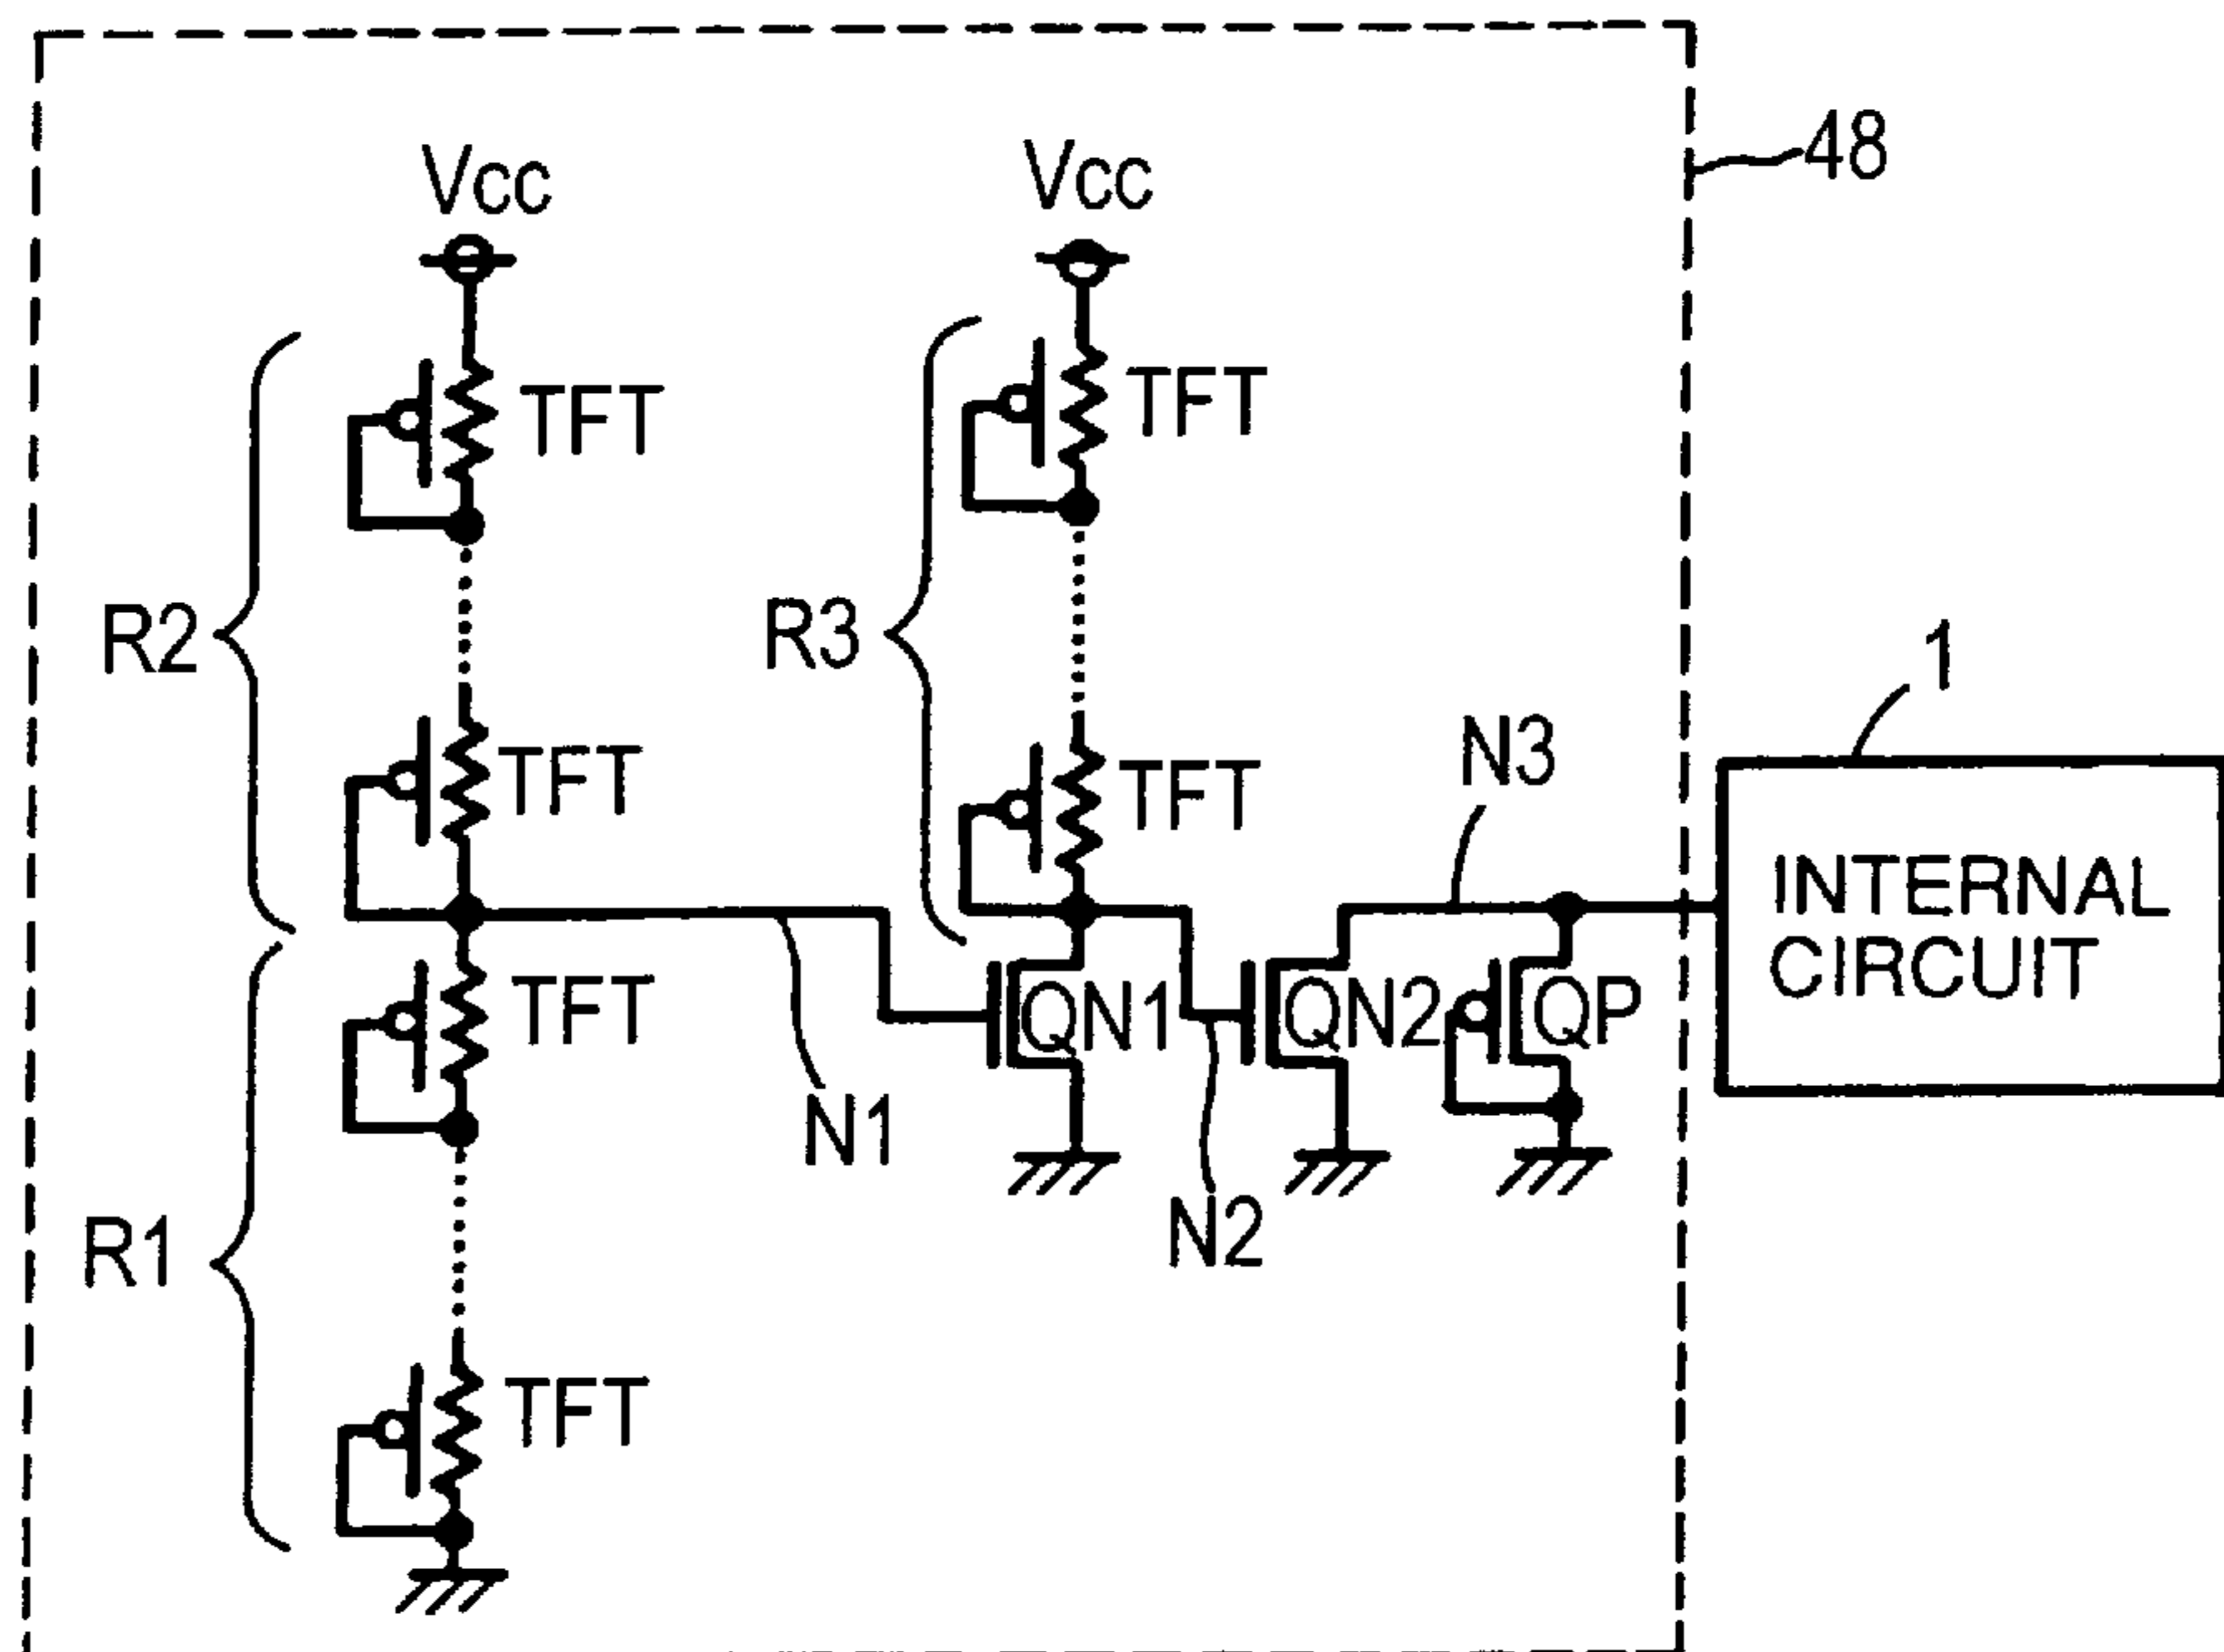 Vcc
Vcc
48
TFT
TFT
R2
R3
1
TFT
TFT
N3
INTERNAL
CIRCUIT
TFT
QN1
QN2
QP
N1
N2
R1
TFT